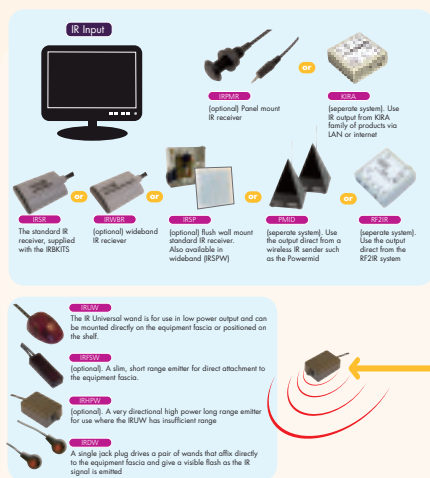 IR Input
or
IRPMR
(optional) Panel mount
IR receiver
KIRA
(seperate system). Use
IR output from KIRA
family of products via
LAN or internet
or
or
or
or
IRSR
The standard IR
receiver, supplied
with the IRBKITS
IRWBR
(optional) wideband
IR reciever
IRSP
(optional) flush wall mount
standard IR receiver.
Also available in
wideband (IRSPW)
PMID
(seperate system). Use
the output direct from a
wireless IR sender such
as the Powermid
RF2IR
(seperate system).
Use the output
direct from the
RF2IR system
IRUW
The IR Universal wand is for use in low power output and can
be mounted directly on the equipment fascia or positioned on
the shelf.
IRFSW
(optional). A slim, short range emitter for direct attachment to
the equipment fascia.
IRHPW
(optional). A very directional high power long range emitter
for use where the IRUW has insufficient range
IRDW
A single jack plug drives a pair of wands that affix directly
to the equipment fascia and give a visible flash as the IR
signal is emitted